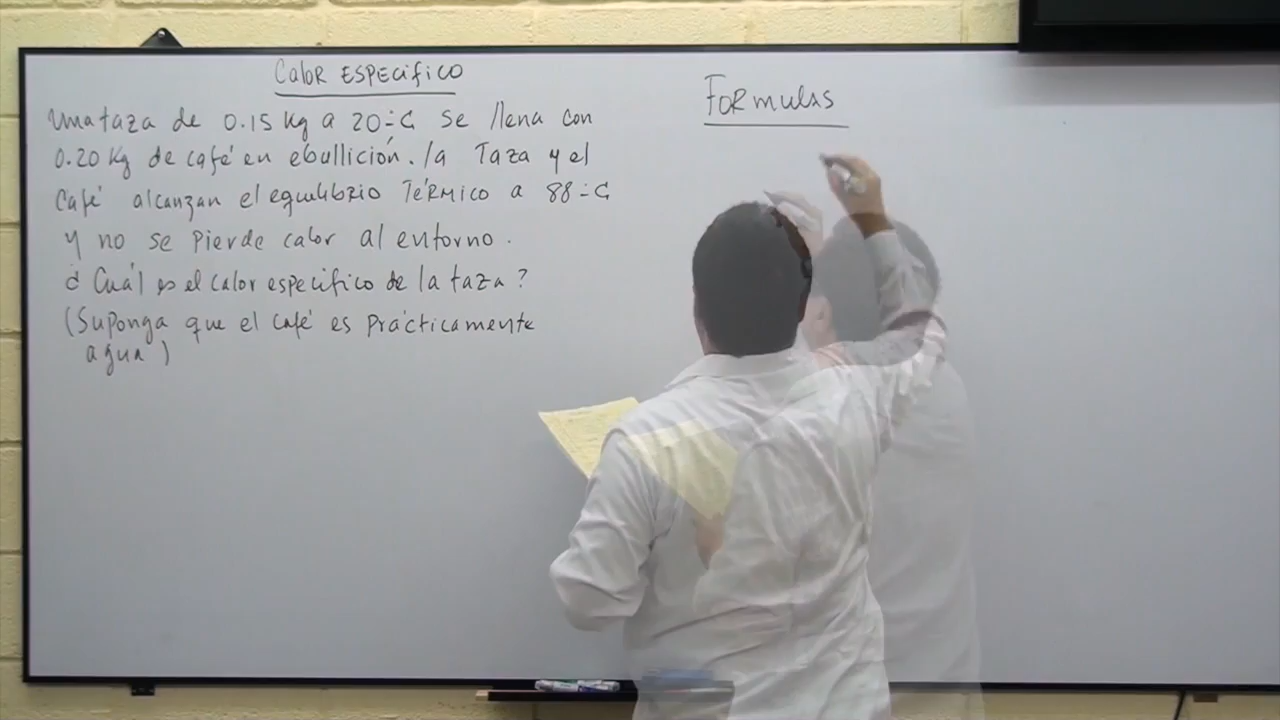 Calor ESPECifICO
una taza de 0.15 Kg a 20°C se llena con
0.20 Kg de café en ebullición. la Taza y el
Café alcanzan el equilibrio TÉRMICO a 88°C
y no se Pierde calor al entorno.
¿Cuál es el calor especifico de la taza?
(Suponga que el café es Prácticamente
agua)
FORmulas